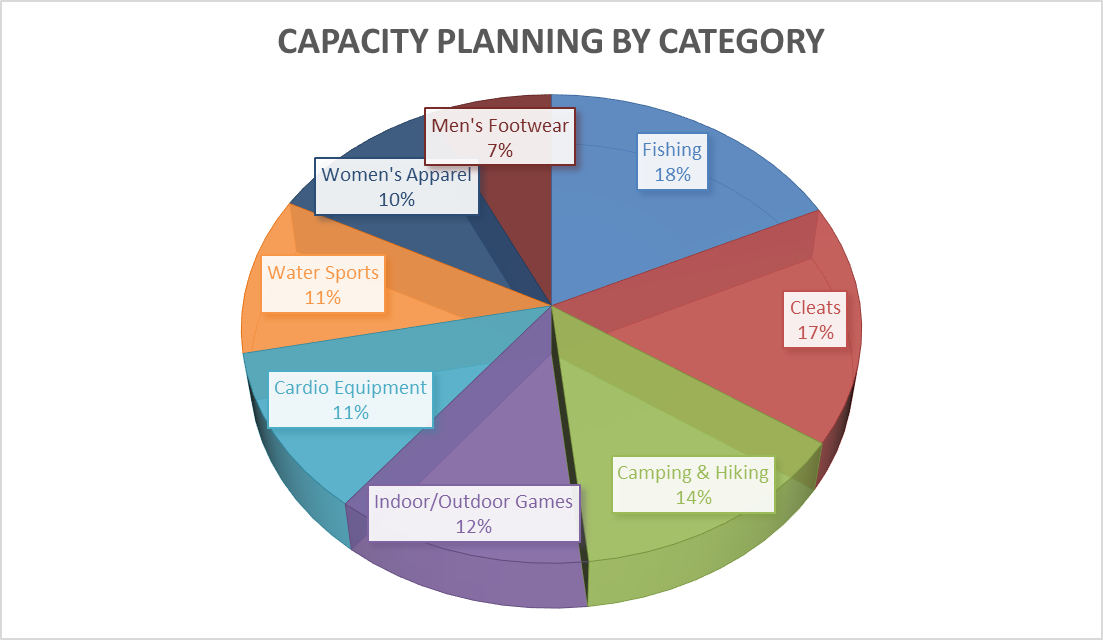 CAPACITY PLANNING BY CATEGORY
Men's Footwear
7%
Fishing
18%
Women's Apparel
10%
Water Sports
11%
Cleats
17%
Cardio Equipment
11%
Camping & Hiking
14%
Indoor/Outdoor Games
12%